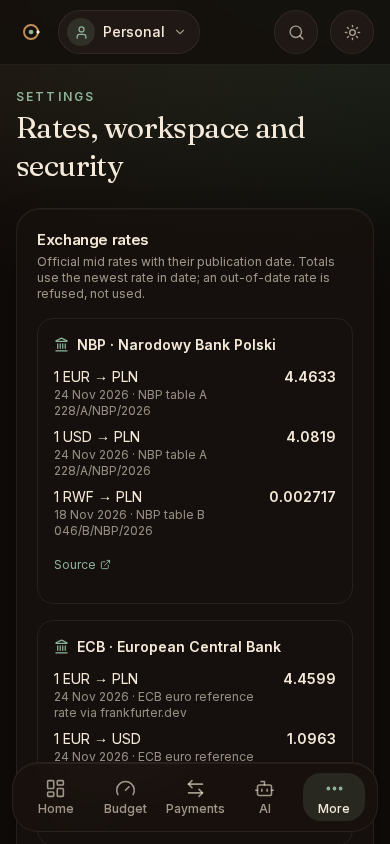 Personal
SETTINGS
Rates, workspace and
security
Exchange rates
Official mid rates with their publication date. Totals
use the newest rate in date; an out-of-date rate is
refused, not used.
NBP · Narodowy Bank Polski
1 EUR → PLN 4.4633
24 Nov 2026 · NBP table A
228/A/NBP/2026
1 USD → PLN 4.0819
24 Nov 2026 · NBP table A
228/A/NBP/2026
1 RWF → PLN 0.002717
18 Nov 2026 · NBP table B
046/B/NBP/2026
Source
ECB · European Central Bank
1 EUR → PLN 4.4599
24 Nov 2026 · ECB euro reference
rate via frankfurter.dev
1 EUR → USD 1.0963
24 Nov 2026 · ECB euro reference
Home Budget Payments AI More